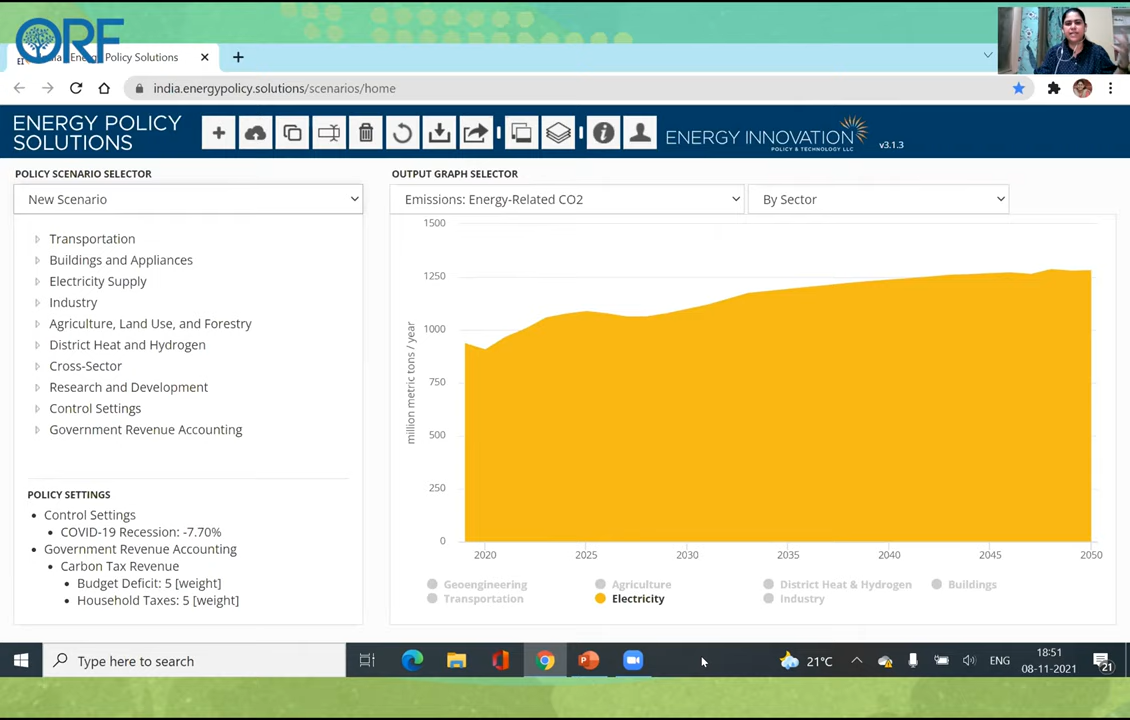 ORF
Energy Policy Solutions
india.energypolicy.solutions/scenarios/home
ENERGY POLICY
SOLUTIONS
ENERGY INNOVATION
POLICY & TECHNOLOGY LLC
v3.1.3
POLICY SCENARIO SELECTOR
New Scenario
Transportation
Buildings and Appliances
Electricity Supply
Industry
Agriculture, Land Use, and Forestry
District Heat and Hydrogen
Cross-Sector
Research and Development
Control Settings
Government Revenue Accounting
POLICY SETTINGS
Control Settings
COVID-19 Recession: -7.70%
Government Revenue Accounting
Carbon Tax Revenue
Budget Deficit: 5 [weight]
Household Taxes: 5 [weight]
OUTPUT GRAPH SELECTOR
Emissions: Energy-Related CO2
By Sector
million metric tons / year
1500
1250
1000
750
500
250
0
2020 2025 2030 2035 2040 2045 2050
Geoengineering Agriculture District Heat & Hydrogen Buildings
Transportation Electricity Industry
Type here to search
21°C
ENG
18:51
08-11-2021
21